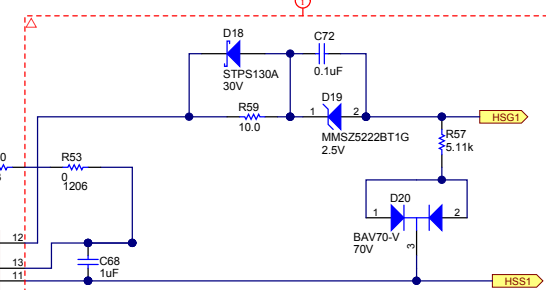 1
D18
STPS130A
30V
C72
0.1uF
R59
10.0
D19
1
2
MMSZ5222BT1G
2.5V
HSG1
R57
5.11k
0
R53
0
1206
D20
1
2
BAV70-V
70V
3
12
13
C68
1uF
11
HSS1